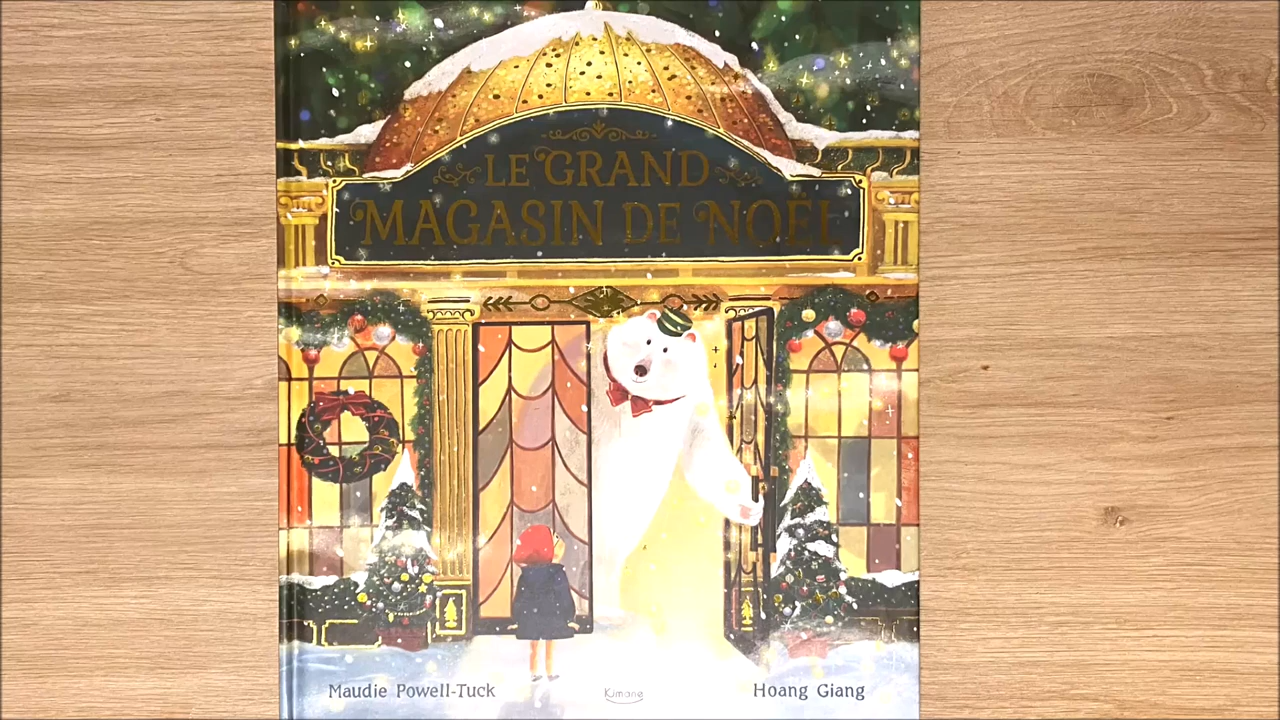 LE GRAND
MAGASIN DE NOËL
Maudie Powell-Tuck
Kimane
Hoang Giang